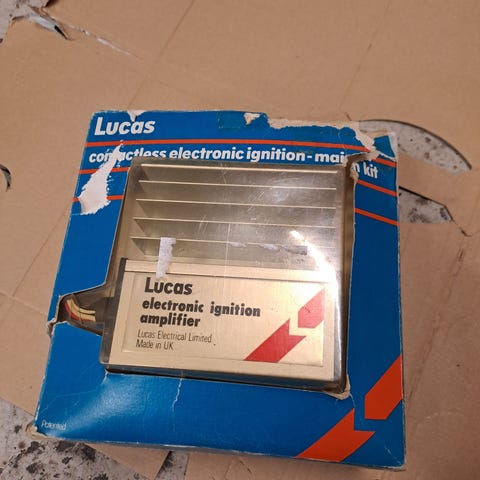 Lucas
contactless electronic ignition-main kit
Lucas
electronic ignition
amplifier
Lucas Electrical Limited
Made in UK
Patented